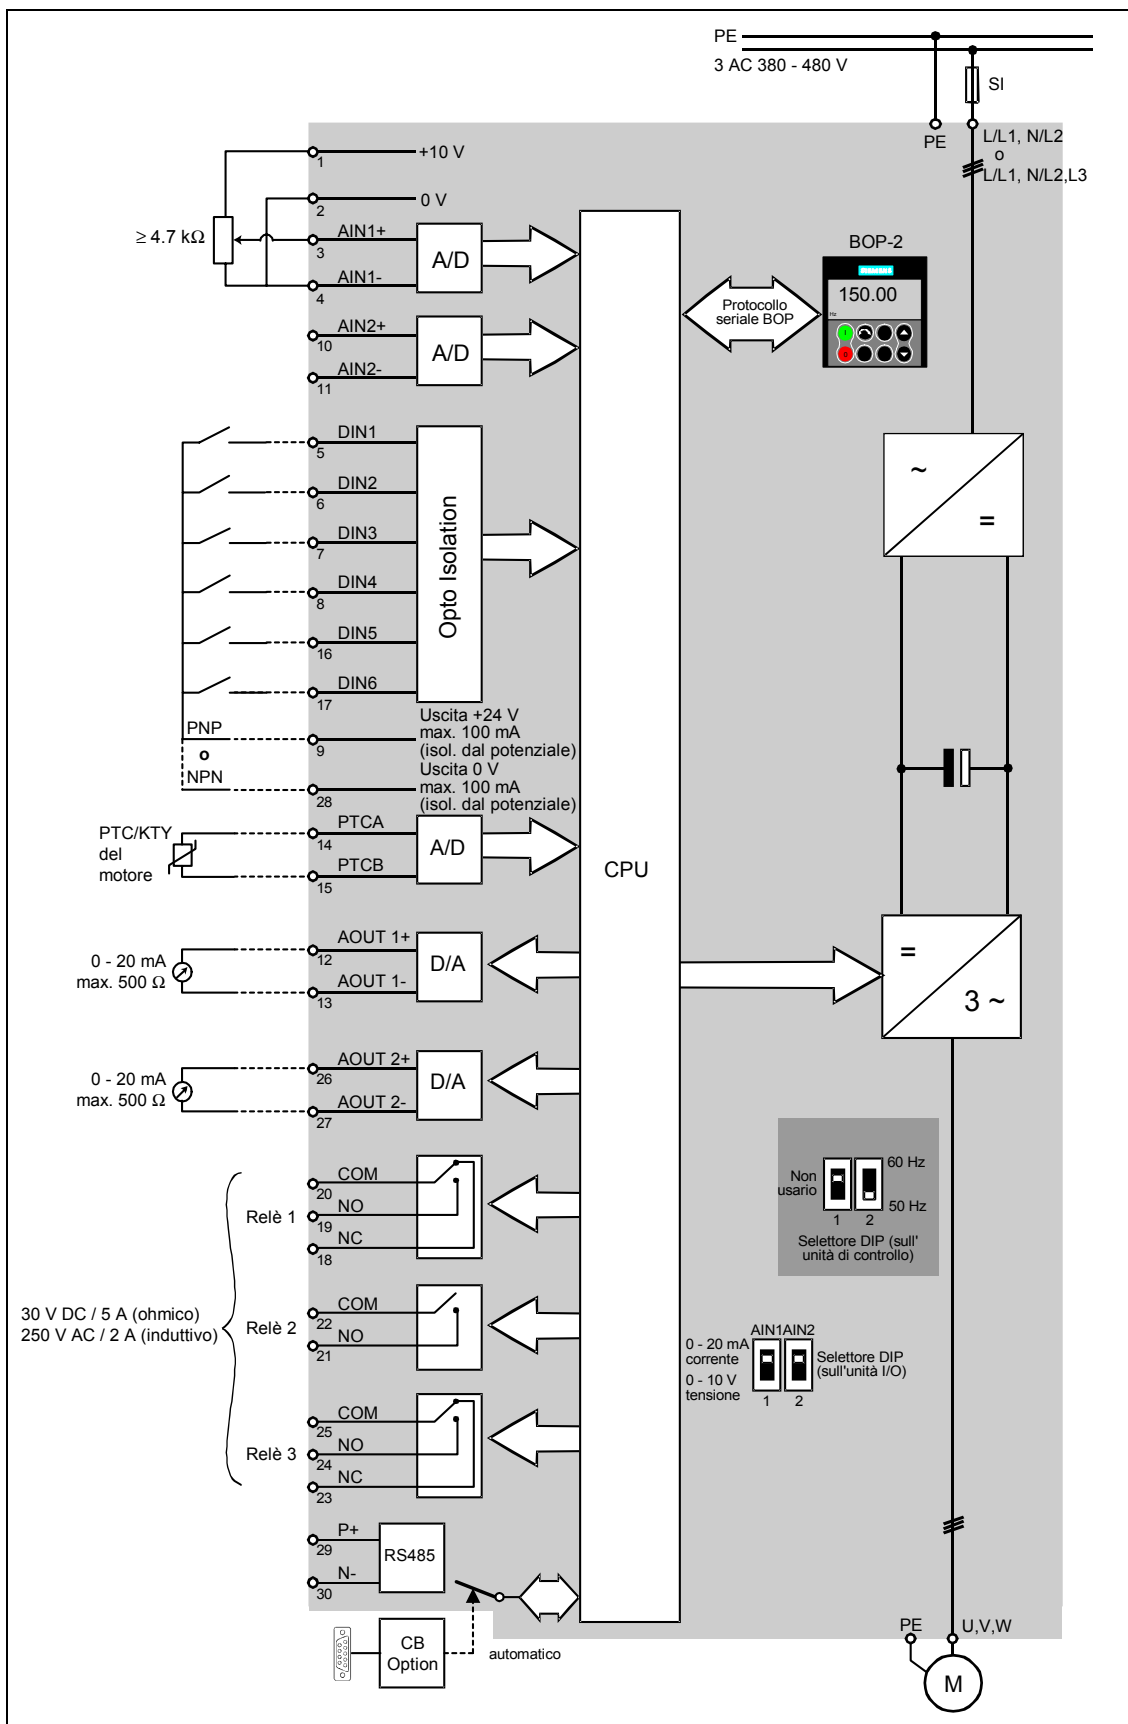 PE
3 AC 380 - 480 V
SI
PE
L/L1, N/L2
o
L/L1, N/L2,L3
1
+10 V
2
0 V
≥ 4.7 kΩ
3
AIN1+
4
AIN1-
A/D
10
AIN2+
11
AIN2-
A/D
BOP-2
SIEMENS
150.00
Hz
Protocollo
seriale BOP
DIN1
5
DIN2
6
DIN3
7
DIN4
8
DIN5
16
DIN6
17
Opto Isolation
~
=
PNP
o
NPN
9
Uscita +24 V
max. 100 mA
(isol. dal potenziale)
28
Uscita 0 V
max. 100 mA
(isol. dal potenziale)
PTC/KTY
del
motore
PTCA
14
PTCB
15
A/D
CPU
0 - 20 mA
max. 500 Ω
AOUT 1+
12
AOUT 1-
13
D/A
=
3 ~
0 - 20 mA
max. 500 Ω
AOUT 2+
26
AOUT 2-
27
D/A
Non
usario
60 Hz
50 Hz
1 2
Selettore DIP (sull'
unità di controllo)
30 V DC / 5 A (ohmico)
250 V AC / 2 A (induttivo)
Relè 1
COM
20
NO
19
NC
18
Relè 2
COM
22
NO
21
Relè 3
COM
25
NO
24
NC
23
AIN1 AIN2
0 - 20 mA
corrente
0 - 10 V
tensione
1 2
Selettore DIP
(sull'unità I/O)
P+
29
N-
30
RS485
CB
Option
automatico
PE
U,V,W
M